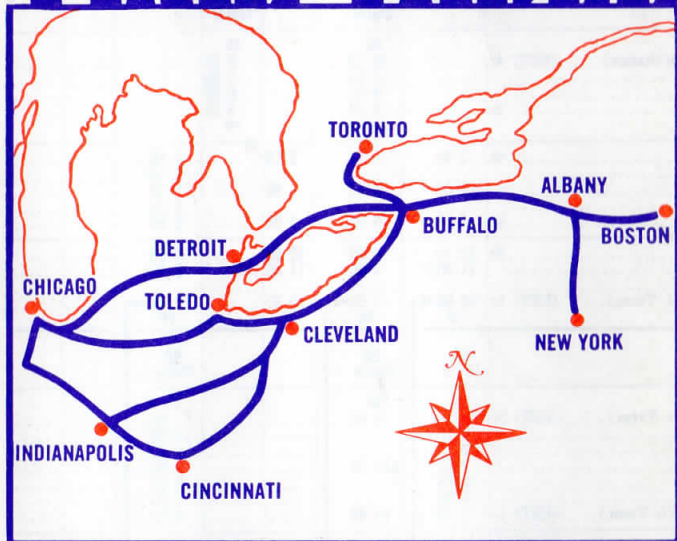 TORONTO
ALBANY
BUFFALO
BOSTON
DETROIT
CHICAGO
TOLEDO
CLEVELAND
NEW YORK
N
INDIANAPOLIS
CINCINNATI